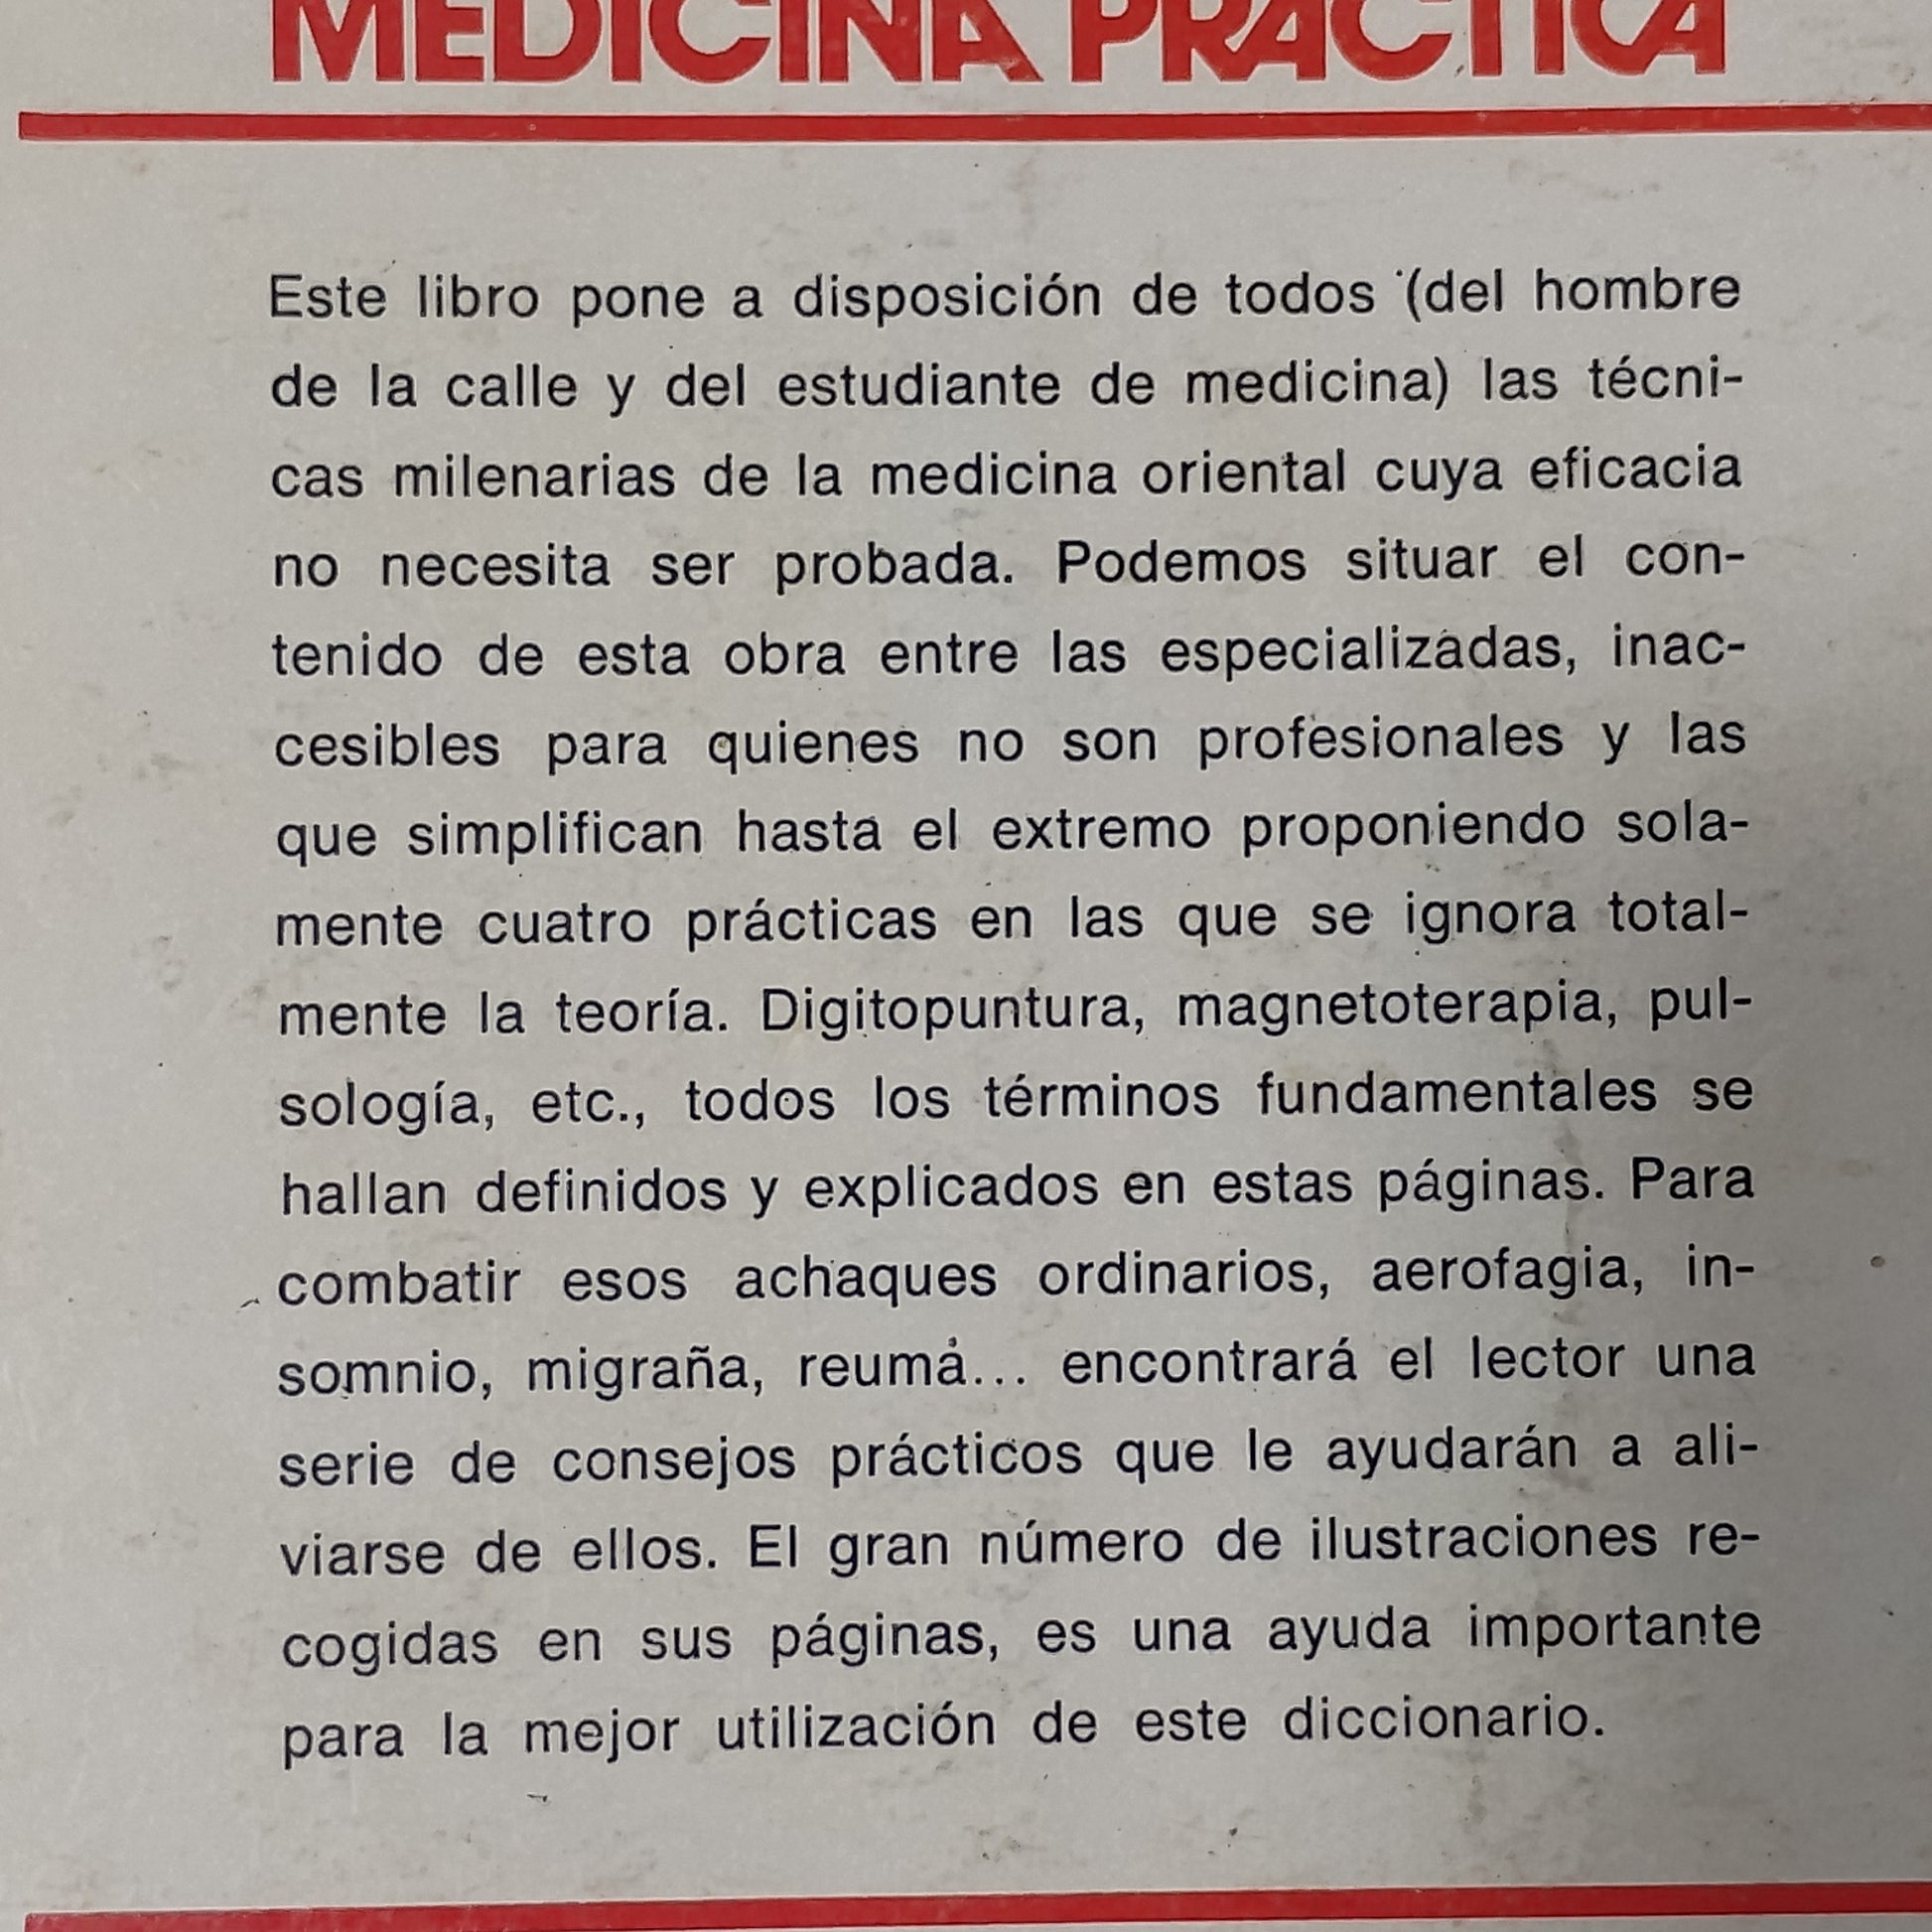 MEDICINA PRACTICA
Este libro pone a disposición de todos (del hombre
de la calle y del estudiante de medicina) las técni-
cas milenarias de la medicina oriental cuya eficacia
no necesita ser probada. Podemos situar el con-
tenido de esta obra entre las especializadas, inac-
cesibles para quienes no son profesionales y las
que simplifican hasta el extremo proponiendo sola-
mente cuatro prácticas en las que se ignora total-
mente la teoría. Digitopuntura, magnetoterapia, pul-
sología, etc., todos los términos fundamentales se
hallan definidos y explicados en estas páginas. Para
combatir esos achaques ordinarios, aerofagia, in-
somnio, migraña, reuma... encontrará el lector una
serie de consejos prácticos que le ayudarán a ali-
viarse de ellos. El gran número de ilustraciones re-
cogidas en sus páginas, es una ayuda importante
para la mejor utilización de este diccionario.